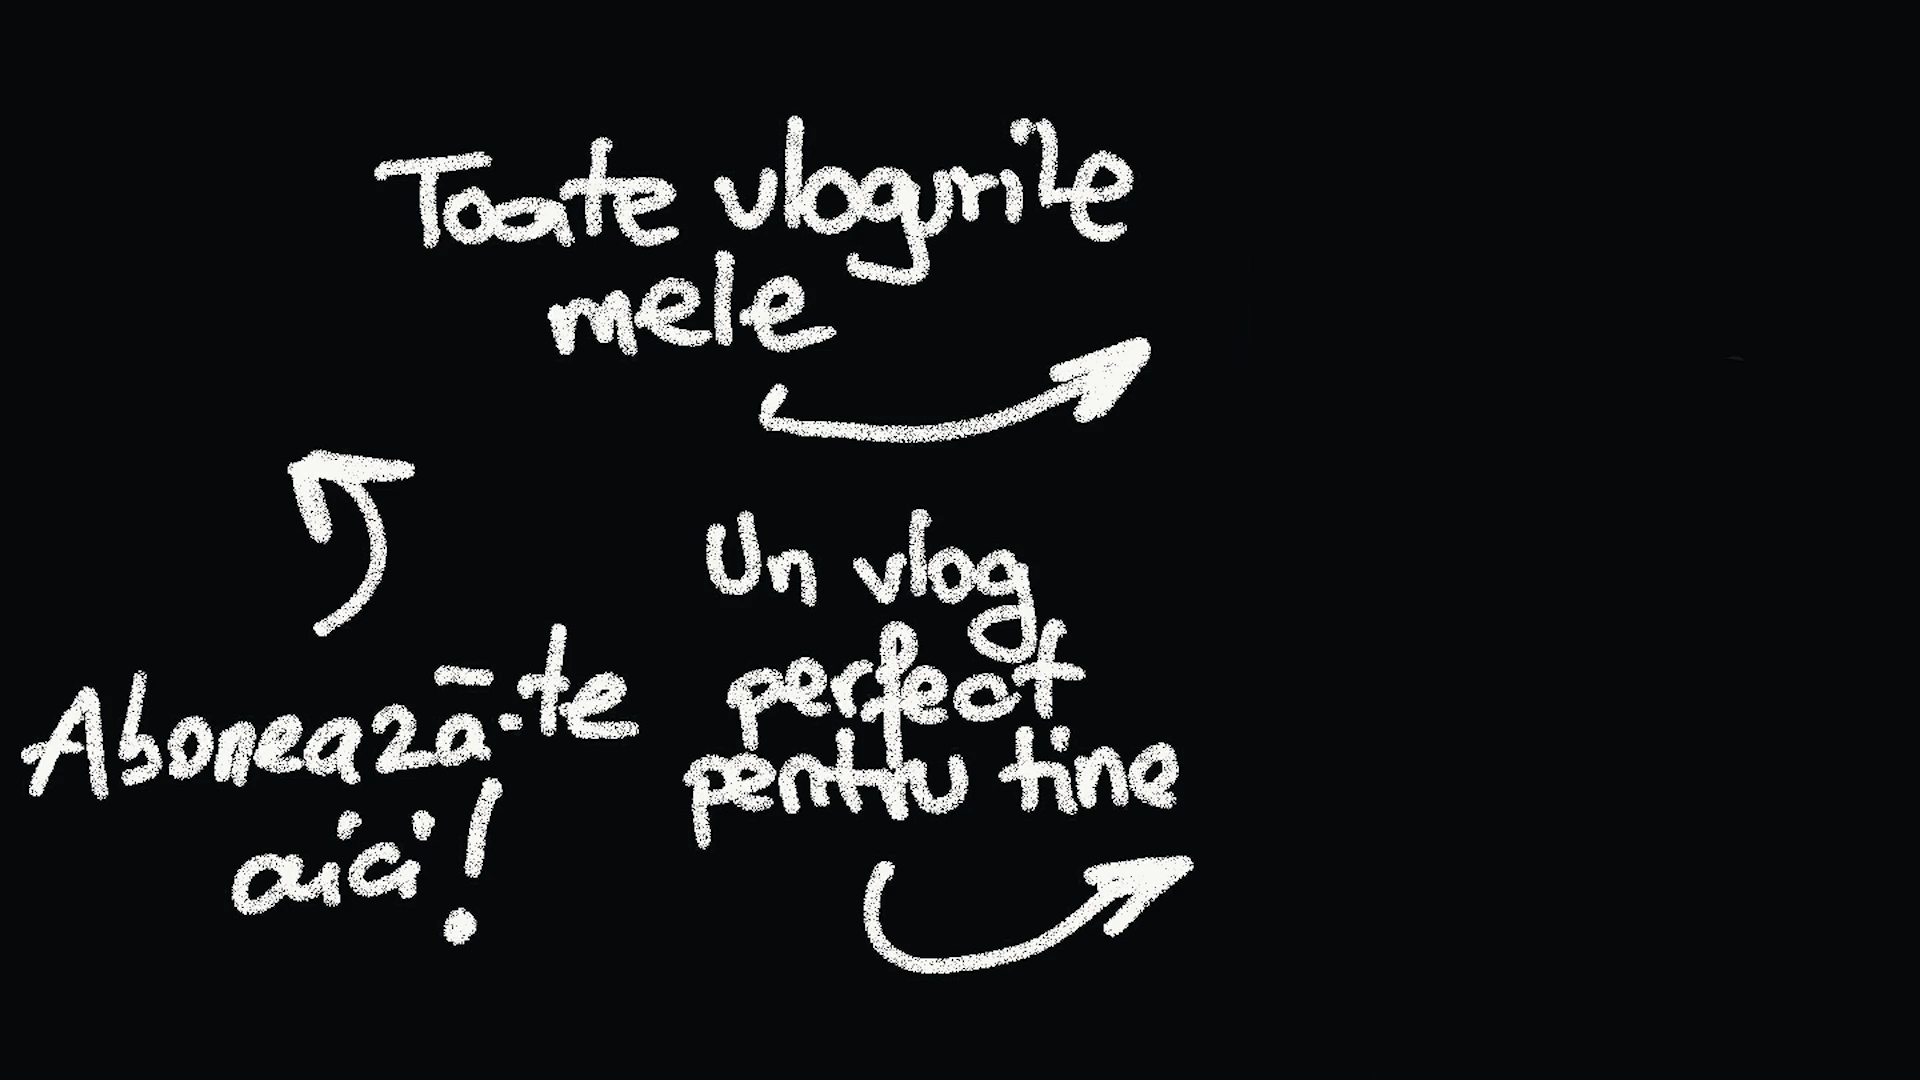 Toate vlogurile
mele
Un vlog
perfect
pentru tine
Abonează-te
aici!